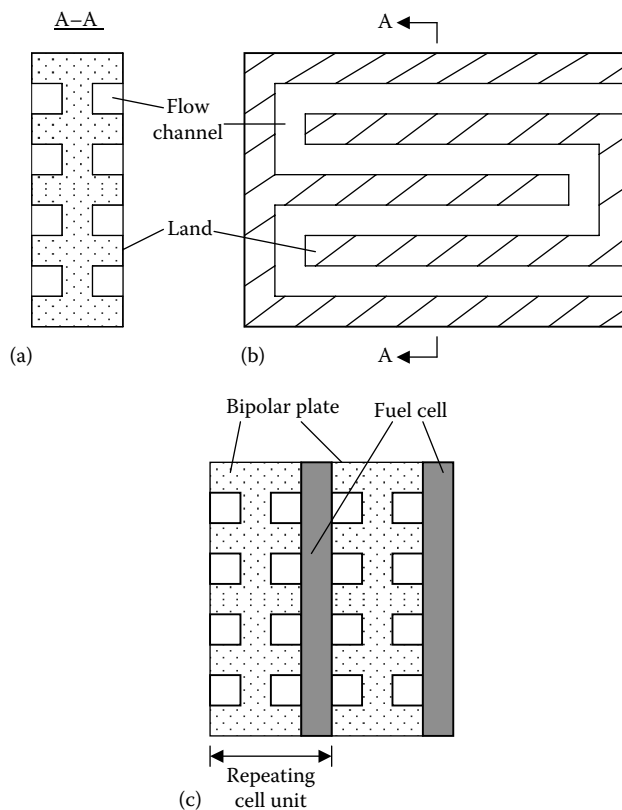 A–A
A
Flow
channel
Land
A
(a)
(b)
Bipolar plate
Fuel cell
Repeating
cell unit
(c)